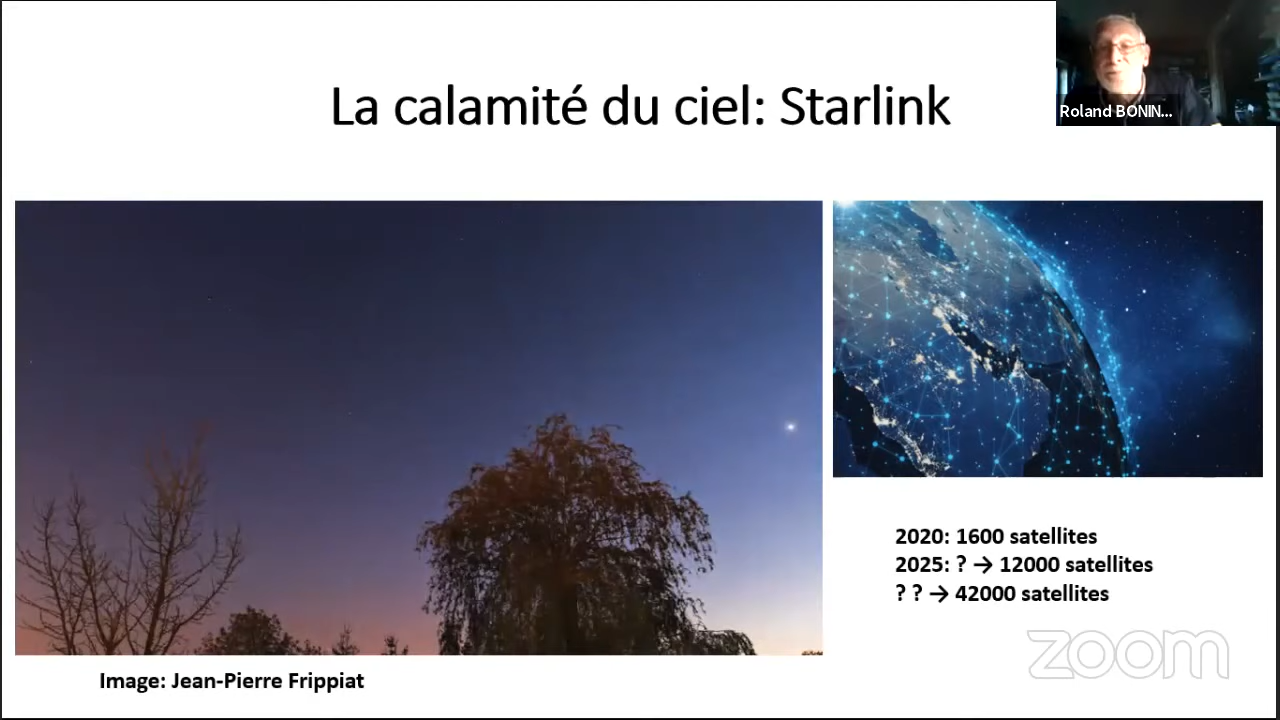 La calamité du ciel: Starlink
Roland BONIN...
2020: 1600 satellites
2025: ? → 12000 satellites
? ? → 42000 satellites
zoom
Image: Jean-Pierre Frippiat